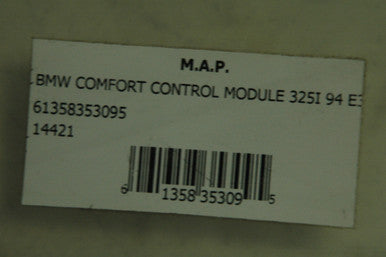 M.A.P.
BMW COMFORT CONTROL MODULE 325I 94 E3
61358353095
14421
6 1358 35309 5